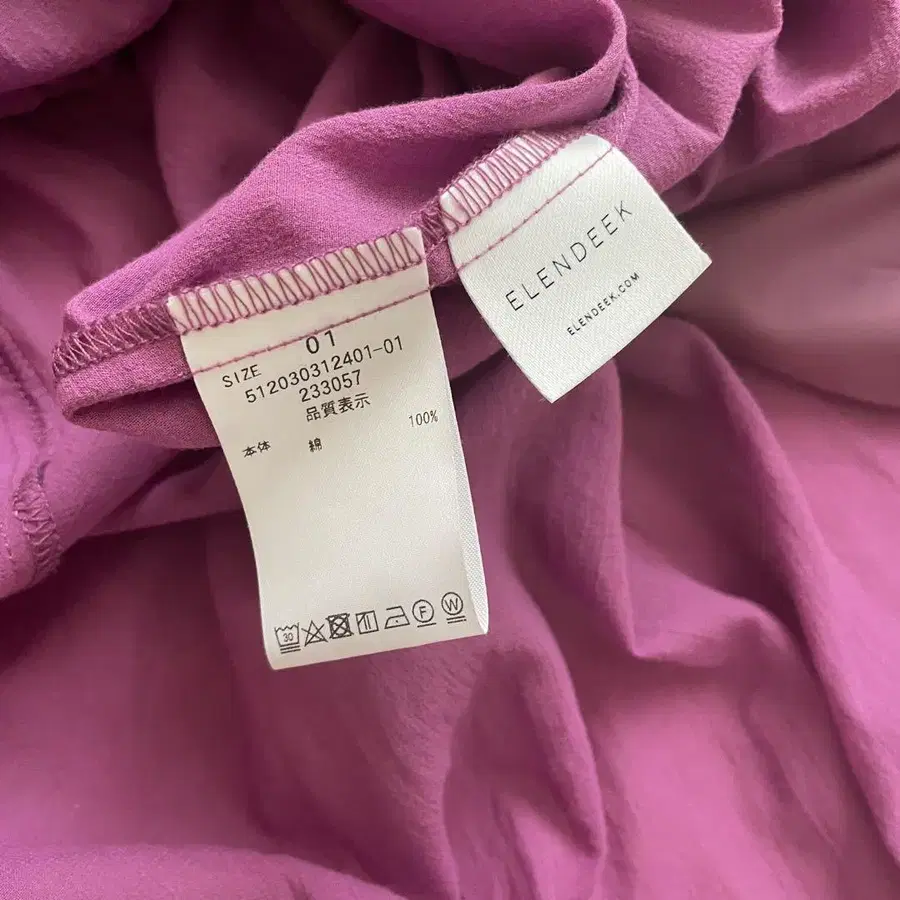 SIZE 01
512030312401-01
233057
品質表示
本体 綿 100%
30
F
W
ELENDEEK
ELENDEEK.COM